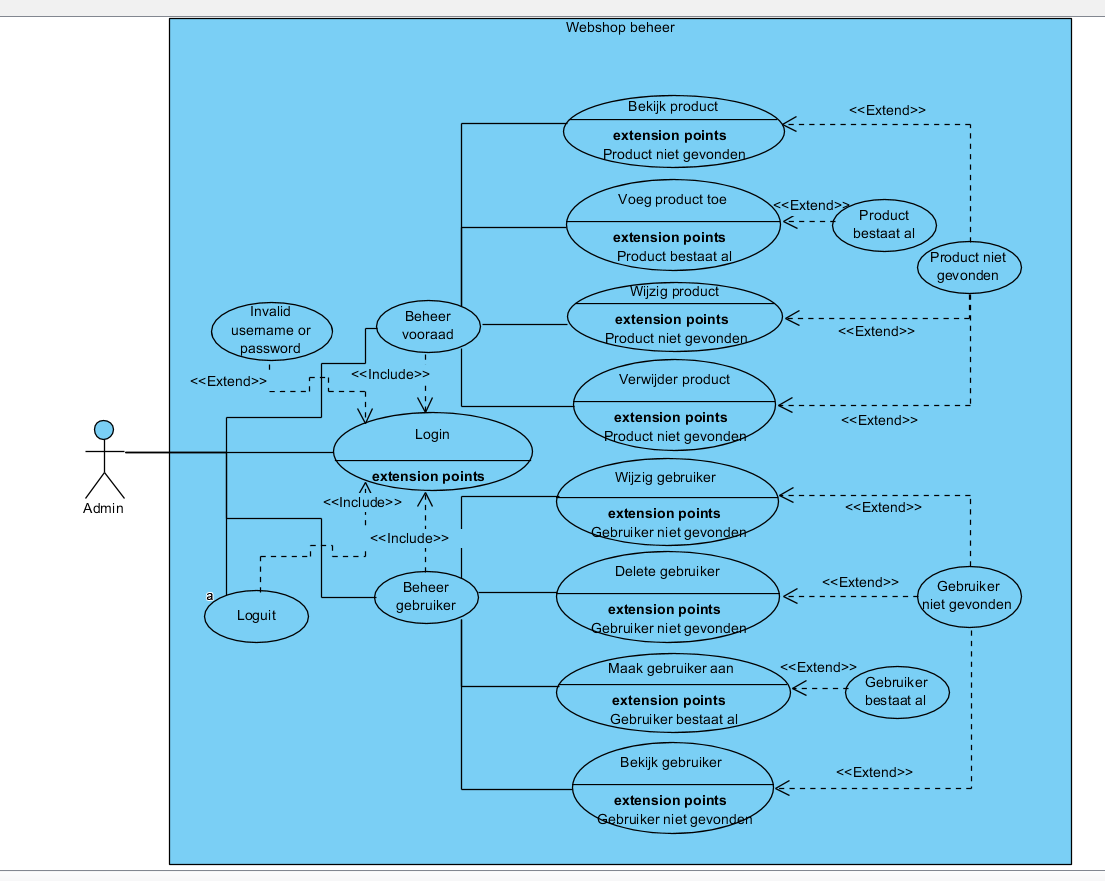 Webshop beheer
Bekijk product
extension points
Product niet gevonden
<<Extend>>
Voeg product toe
extension points
Product bestaat al
<<Extend>>
Product
bestaat al
Product niet
gevonden
Wijzig product
extension points
Product niet gevonden
<<Extend>>
Invalid
username or
password
<<Extend>>
Beheer
vooraad
<<Include>>
Verwijder product
extension points
Product niet gevonden
<<Extend>>
Login
extension points
Admin
<<Include>>
<<Include>>
Wijzig gebruiker
extension points
Gebruiker niet gevonden
<<Extend>>
a
Loguit
Beheer
gebruiker
Delete gebruiker
extension points
Gebruiker niet gevonden
<<Extend>>
Gebruiker
niet gevonden
Maak gebruiker aan
extension points
Gebruiker bestaat al
<<Extend>>
Gebruiker
bestaat al
Bekijk gebruiker
extension points
Gebruiker niet gevonden
<<Extend>>